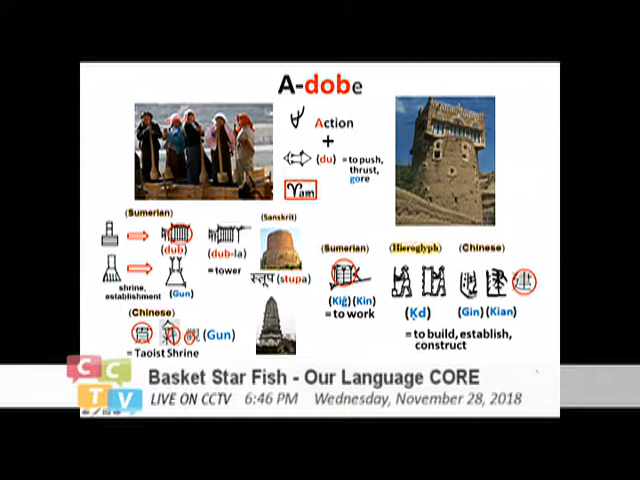 A-dobe
Action
+
(du) = to push,
thrust,
gore
am
(Sumerian)
(dub)
(dub-la)
= tower
(Sanskrit)
स्तूप (stupa)
shrine,
establishment
(Gun)
(Chinese)
(Gun)
= Taoist Shrine
(Sumerian)
(Kiĝ) (Kin)
= to work
(Hieroglyph)
(Ḳd)
(Chinese)
(Gin) (Kian)
= to build, establish,
construct
CCTV
Basket Star Fish - Our Language CORE
LIVE ON CCTV 6:46 PM Wednesday, November 28, 2018